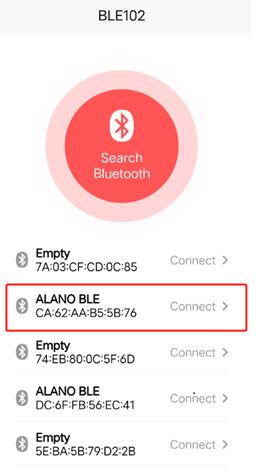 BLE102
Search
Bluetooth
Empty
7A:03:CF:CD:0C:85
Connect
ALANO BLE
CA:62:AA:B5:5B:76
Connect
Empty
74:EB:80:0C:5F:6D
Connect
ALANO BLE
DC:6F:FB:56:EC:41
Connect
Empty
5E:BA:5B:79:D2:2B
Connect